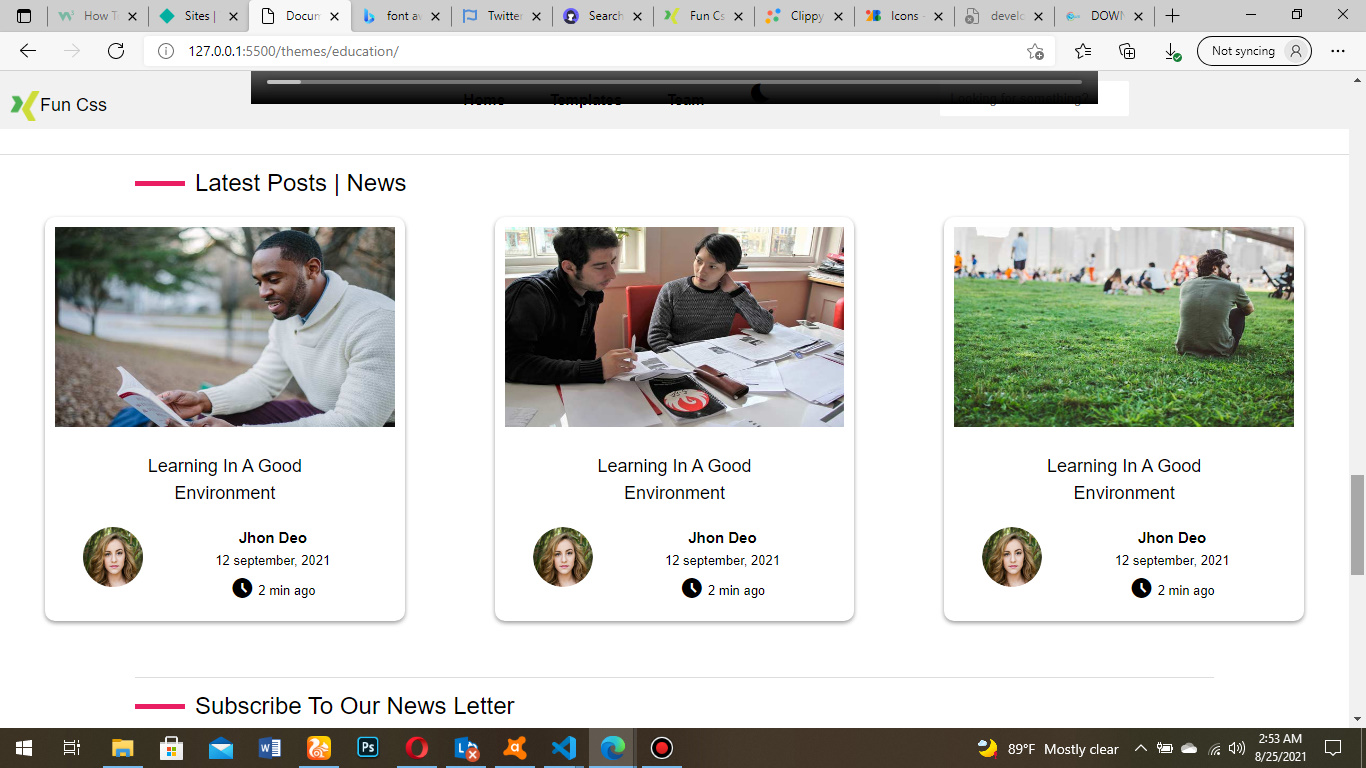 How T
Sites |
Docum
font aw
Twitter
Search
Fun Cs
Clippy
Icons -
develo
DOWN
127.0.0.1:5500/themes/education/
Not syncing
Fun Css
Home Templates Team
Looking for something?
Latest Posts | News
Learning In A Good
Environment
Jhon Deo
12 september, 2021
2 min ago
Learning In A Good
Environment
Jhon Deo
12 september, 2021
2 min ago
Learning In A Good
Environment
Jhon Deo
12 september, 2021
2 min ago
Subscribe To Our News Letter
89°F Mostly clear
2:53 AM
8/25/2021